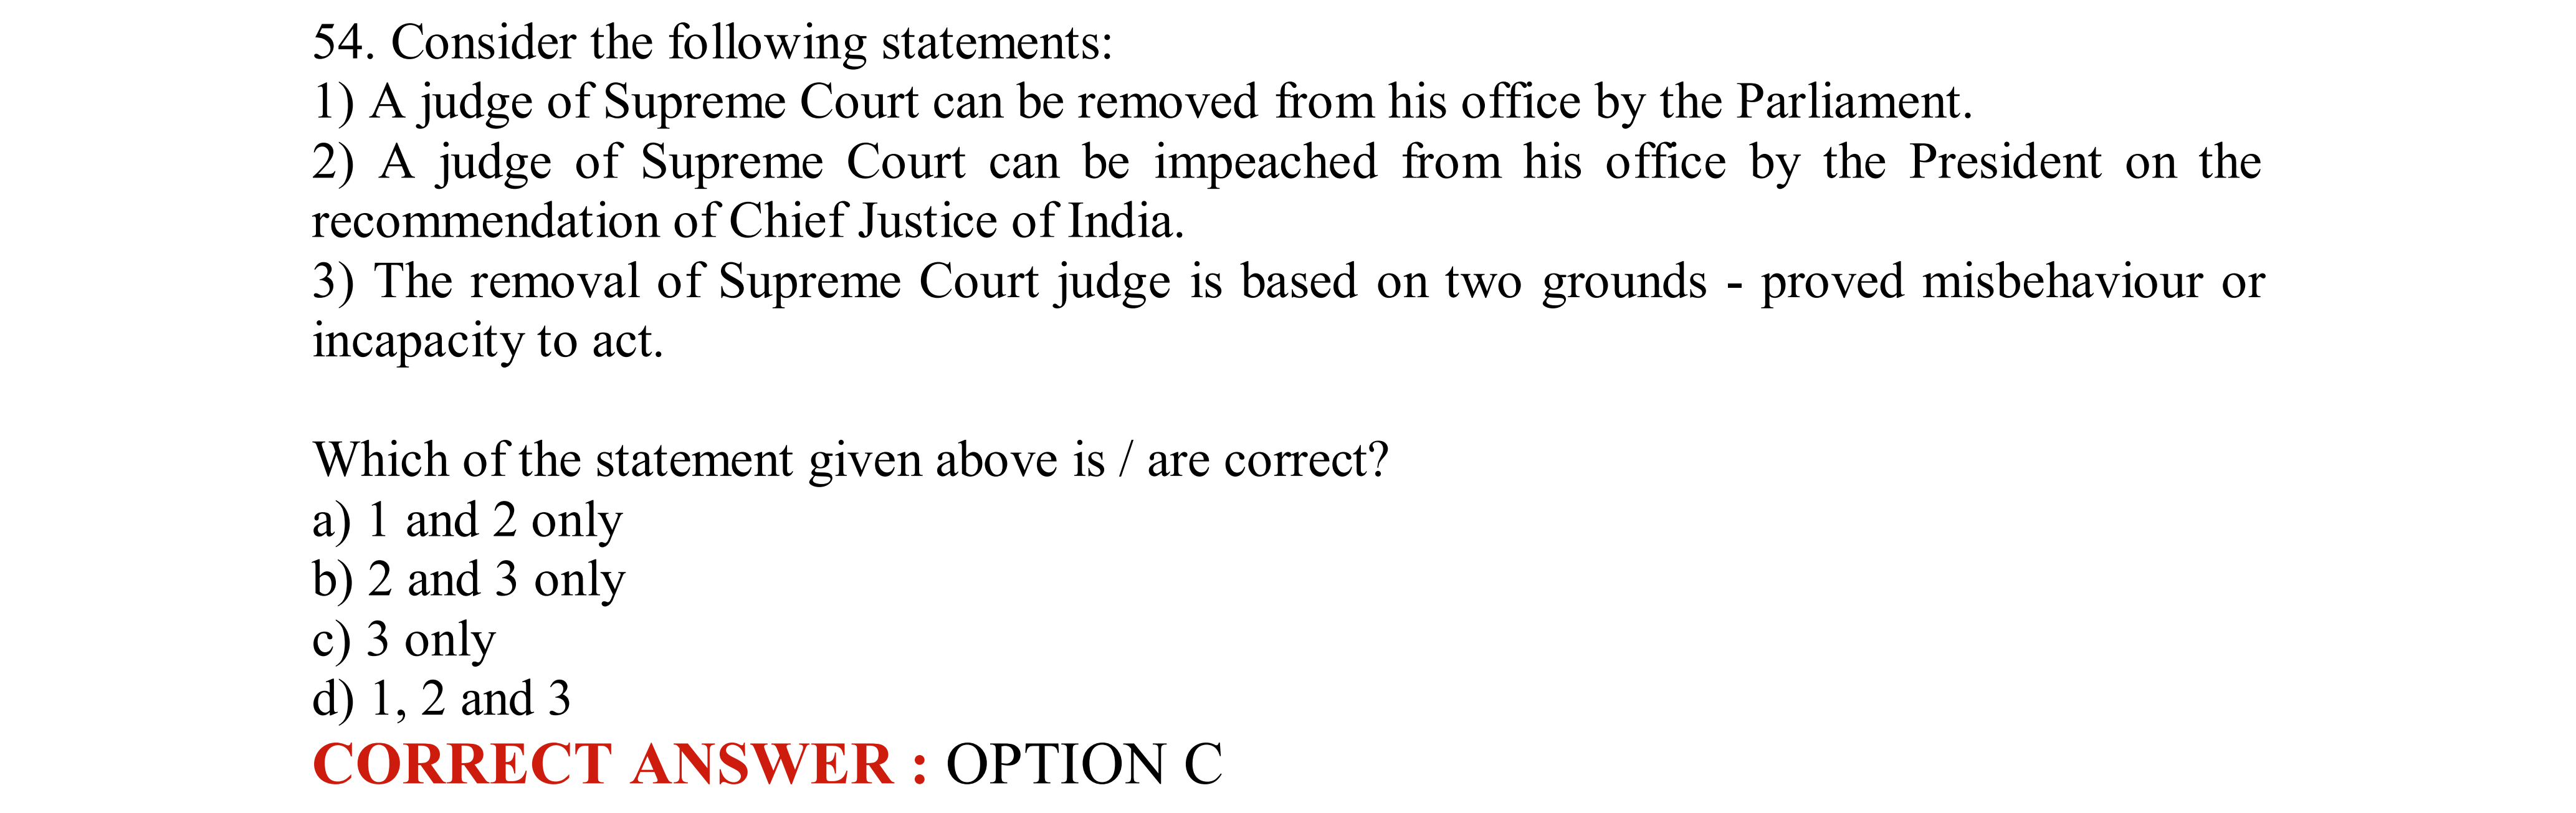 54. Consider the following statements:
1) A judge of Supreme Court can be removed from his office by the Parliament.
2) A judge of Supreme Court can be impeached from his office by the President on the
recommendation of Chief Justice of India.
3) The removal of Supreme Court judge is based on two grounds - proved misbehaviour or
incapacity to act.
Which of the statement given above is / are correct?
a) 1 and 2 only
b) 2 and 3 only
c) 3 only
d) 1, 2 and 3
CORRECT ANSWER : OPTION C